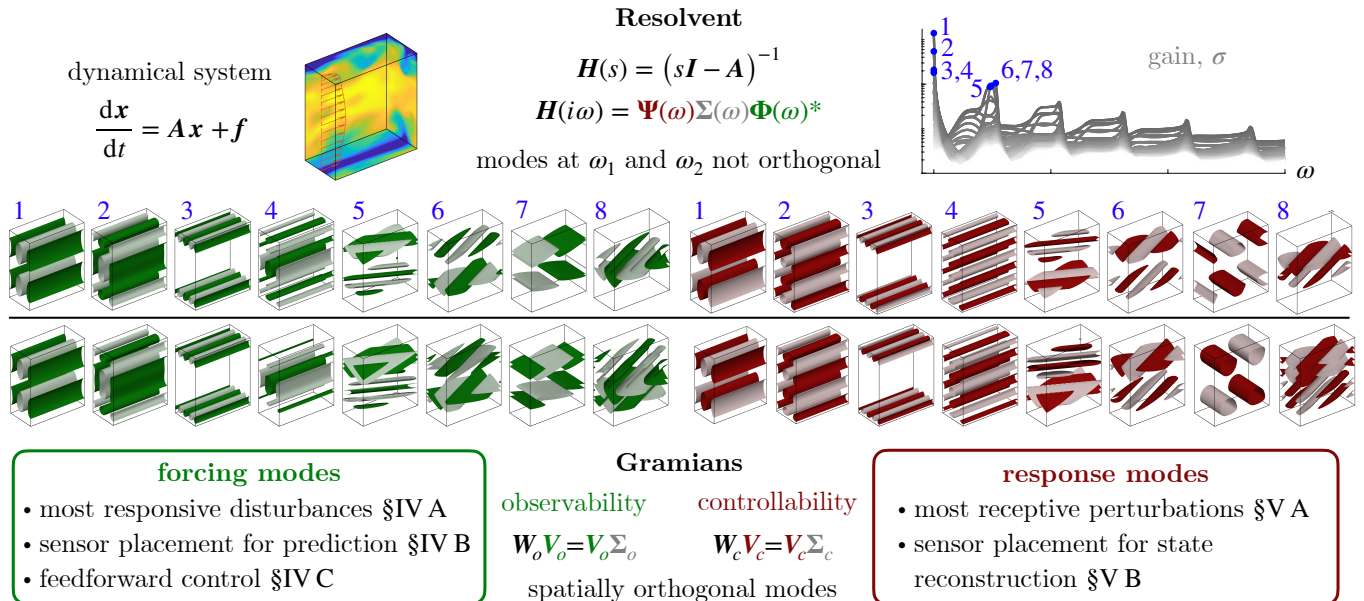 Resolvent
dynamical system
dx/dt = Ax + f
H(s) = (sI − A)⁻¹
H(iω) = Ψ(ω)Σ(ω)Φ(ω)*
modes at ω₁ and ω₂ not orthogonal
1
2
3,4
5
6,7,8
gain, σ
ω
1 2 3 4 5 6 7 8 1 2 3 4 5 6 7 8
forcing modes
• most responsive disturbances §IV A
• sensor placement for prediction §IV B
• feedforward control §IV C
Gramians
observability controllability
WₒVₒ=VₒΣₒ W_cV_c=V_cΣ_c
spatially orthogonal modes
response modes
• most receptive perturbations §V A
• sensor placement for state
reconstruction §V B